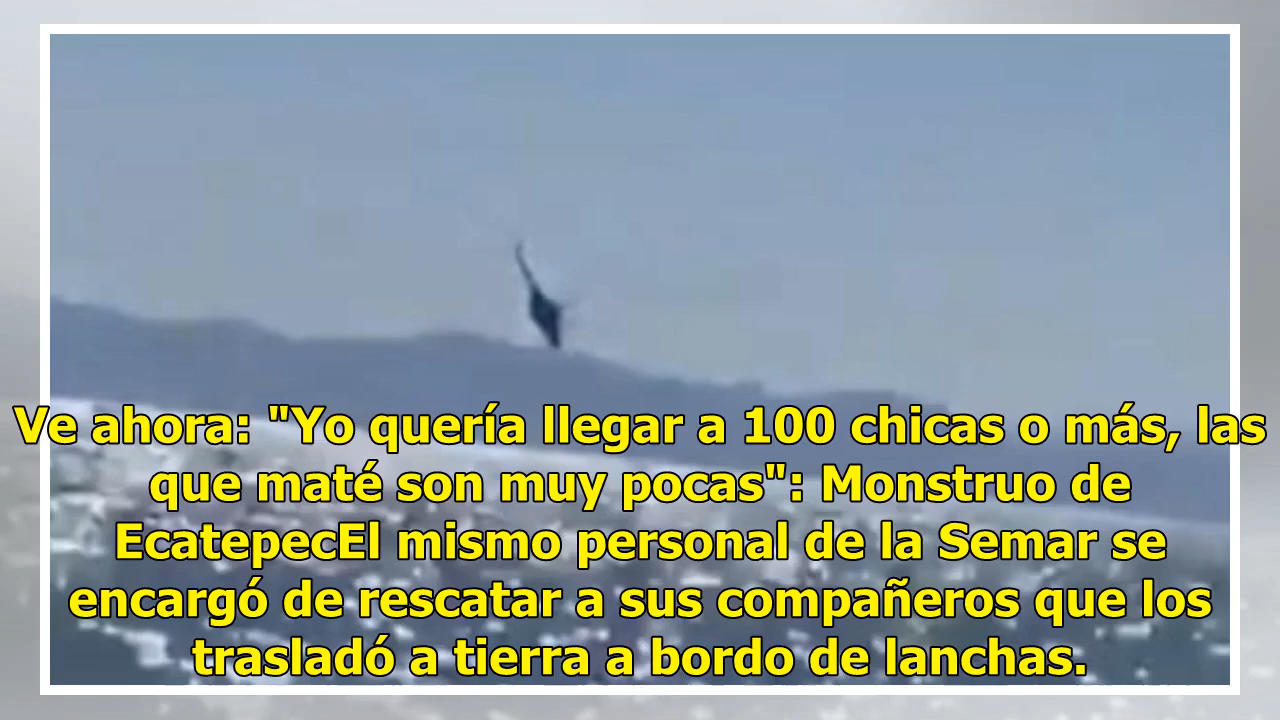 Ve ahora: "Yo quería llegar a 100 chicas o más, las
que maté son muy pocas": Monstruo de
EcatepecEl mismo personal de la Semar se
encargó de rescatar a sus compañeros que los
trasladó a tierra a bordo de lanchas.